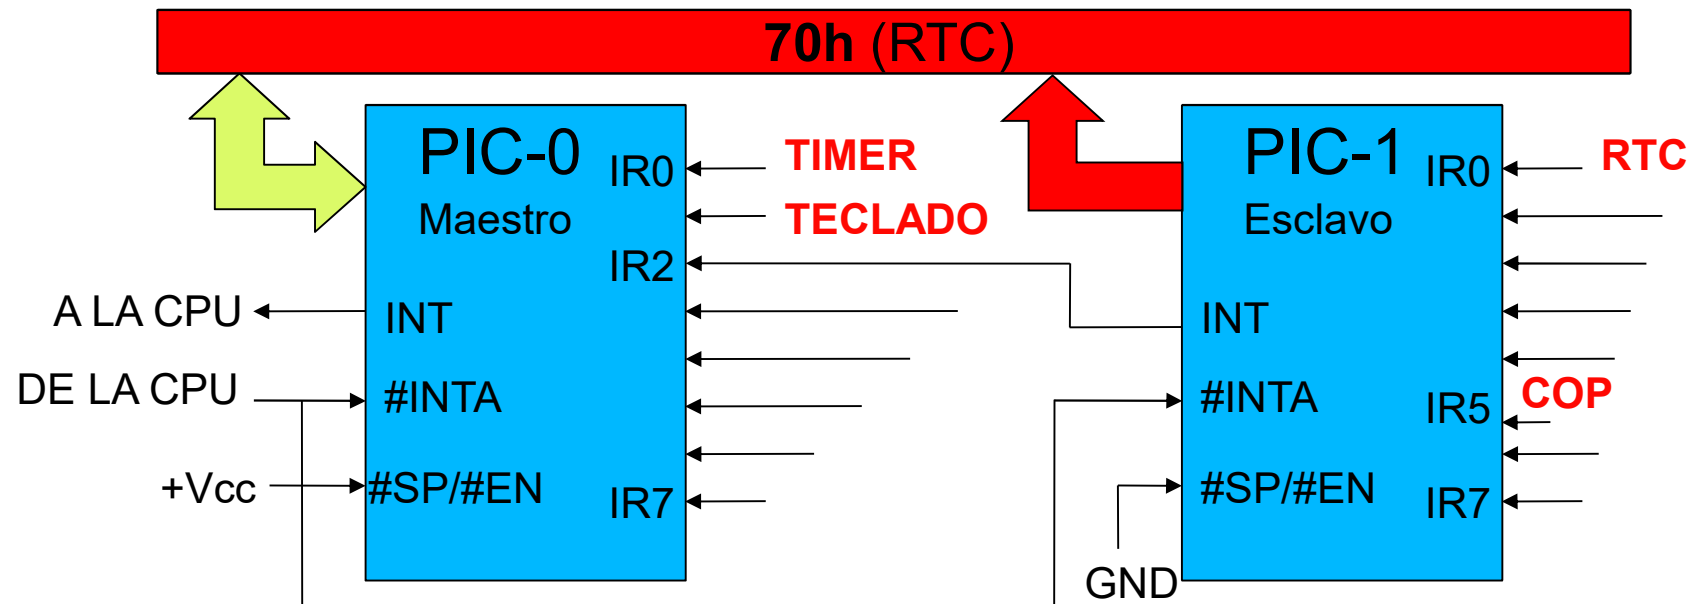 70h (RTC)
PIC-0
Maestro
IR0
TIMER
TECLADO
IR2
A LA CPU
INT
DE LA CPU
#INTA
+Vcc
#SP/#EN
IR7
PIC-1
Esclavo
IR0
RTC
INT
#INTA
IR5
COP
#SP/#EN
IR7
GND